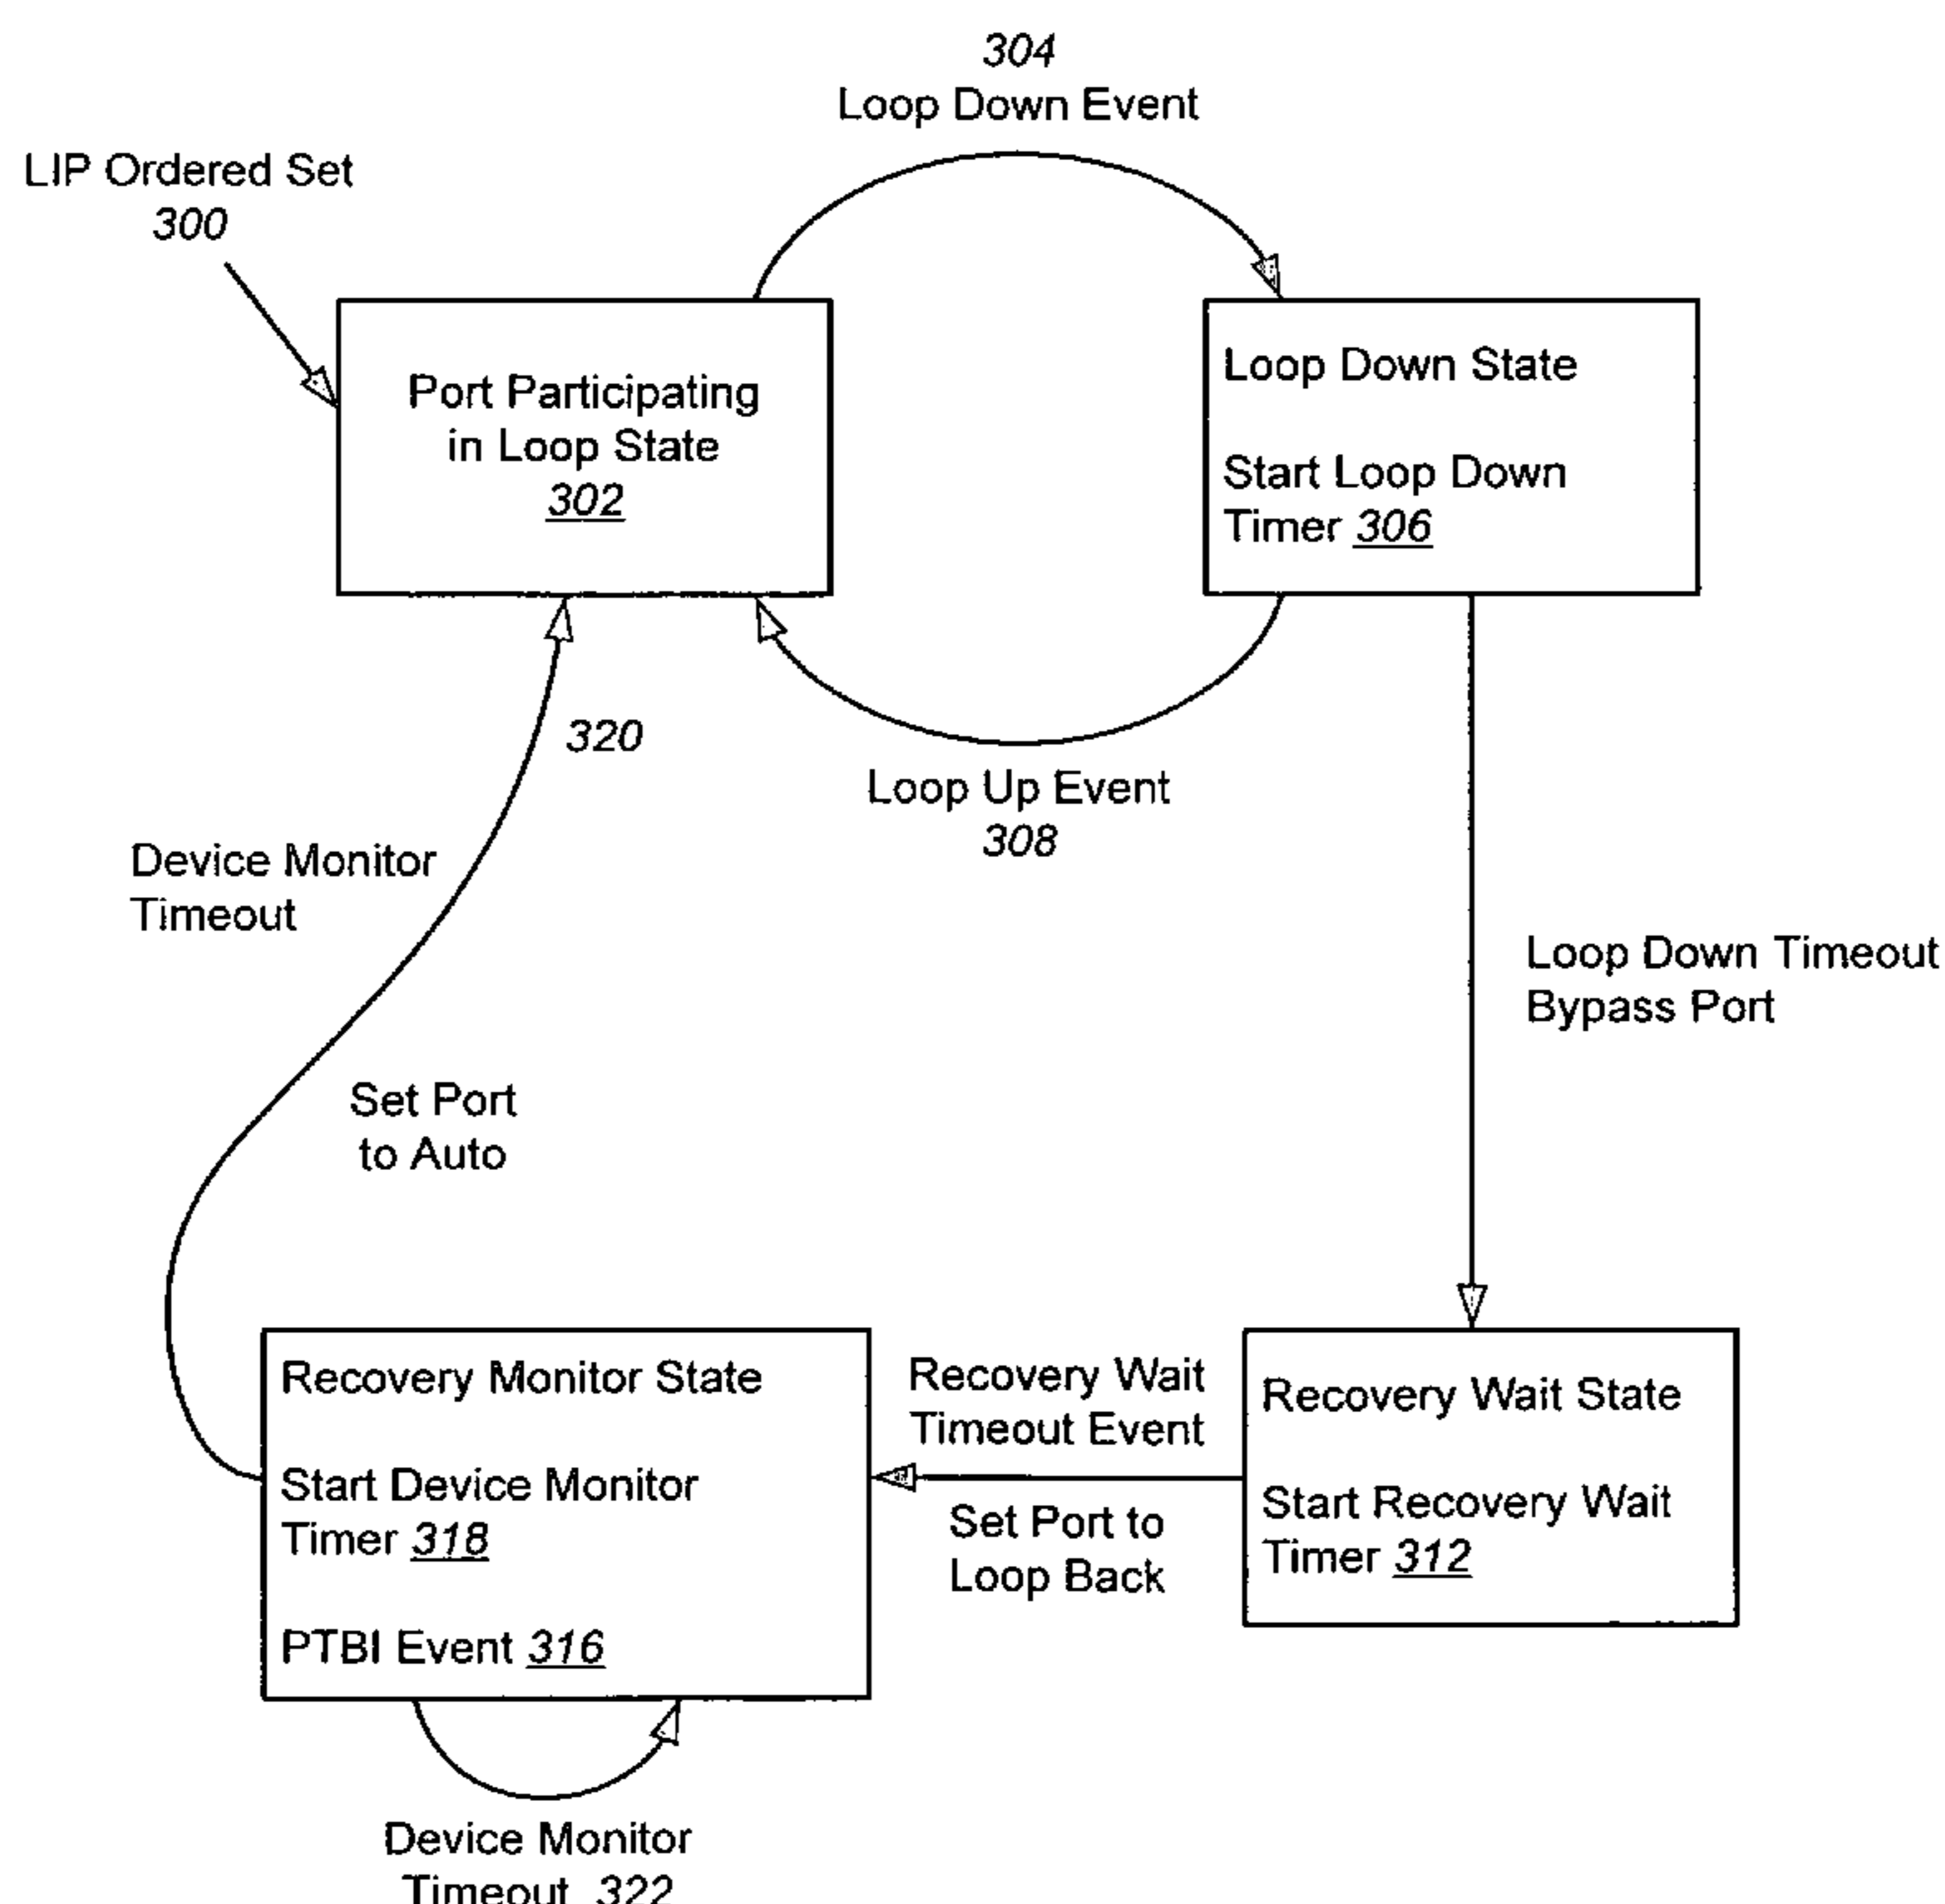 304
Loop Down Event
LIP Ordered Set
300
Port Participating
in Loop State
302
Loop Down State
Start Loop Down
Timer 306
320
Loop Up Event
308
Device Monitor
Timeout
Loop Down Timeout
Bypass Port
Set Port
to Auto
Recovery Monitor State
Start Device Monitor
Timer 318
PTBI Event 316
Recovery Wait
Timeout Event
Set Port to
Loop Back
Recovery Wait State
Start Recovery Wait
Timer 312
Device Monitor
Timeout 322